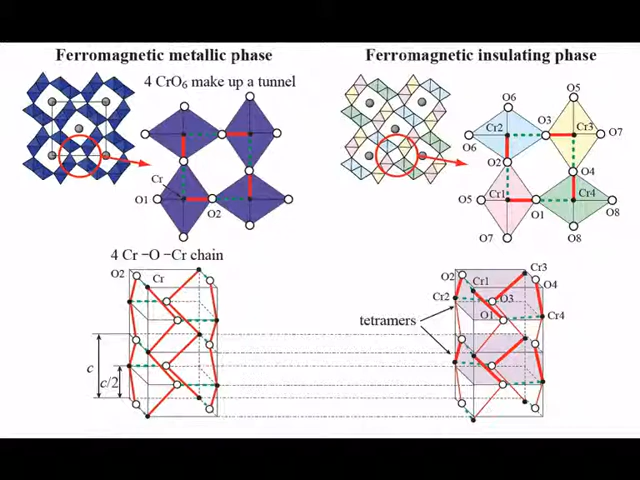 Ferromagnetic metallic phase
Ferromagnetic insulating phase
4 CrO6 make up a tunnel
Cr
O1
O2
O6
O5
Cr2
O3
Cr3
O6
O7
O2
O4
Cr1
Cr4
O5
O1
O8
O7
O8
4 Cr −O −Cr chain
O2
Cr
c
c/2
tetramers
O2
Cr1
Cr3
O4
Cr2
O3
O1
Cr4